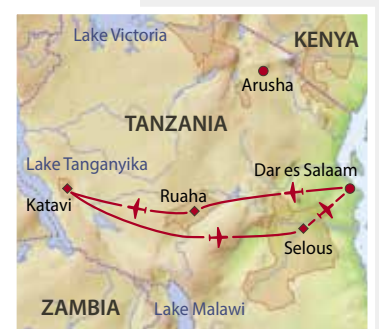 Lake Victoria
KENYA
Arusha
TANZANIA
Lake Tanganyika
Dar es Salaam
Katavi
Ruaha
Selous
ZAMBIA
Lake Malawi